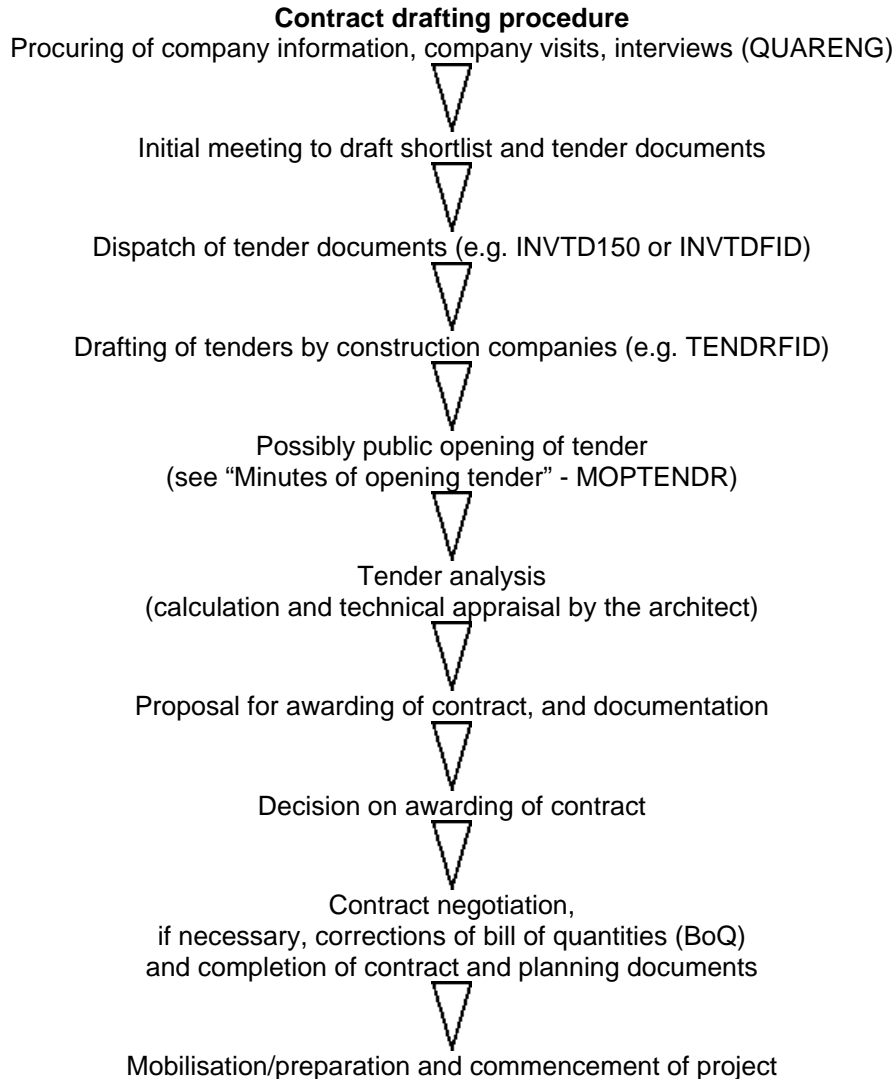 Contract drafting procedure
Procuring of company information, company visits, interviews (QUARENG)
Initial meeting to draft shortlist and tender documents
Dispatch of tender documents (e.g. INVTD150 or INVTDFID)
Drafting of tenders by construction companies (e.g. TENDRFID)
Possibly public opening of tender
(see “Minutes of opening tender” - MOPTENDR)
Tender analysis
(calculation and technical appraisal by the architect)
Proposal for awarding of contract, and documentation
Decision on awarding of contract
Contract negotiation,
if necessary, corrections of bill of quantities (BoQ)
and completion of contract and planning documents
Mobilisation/preparation and commencement of project